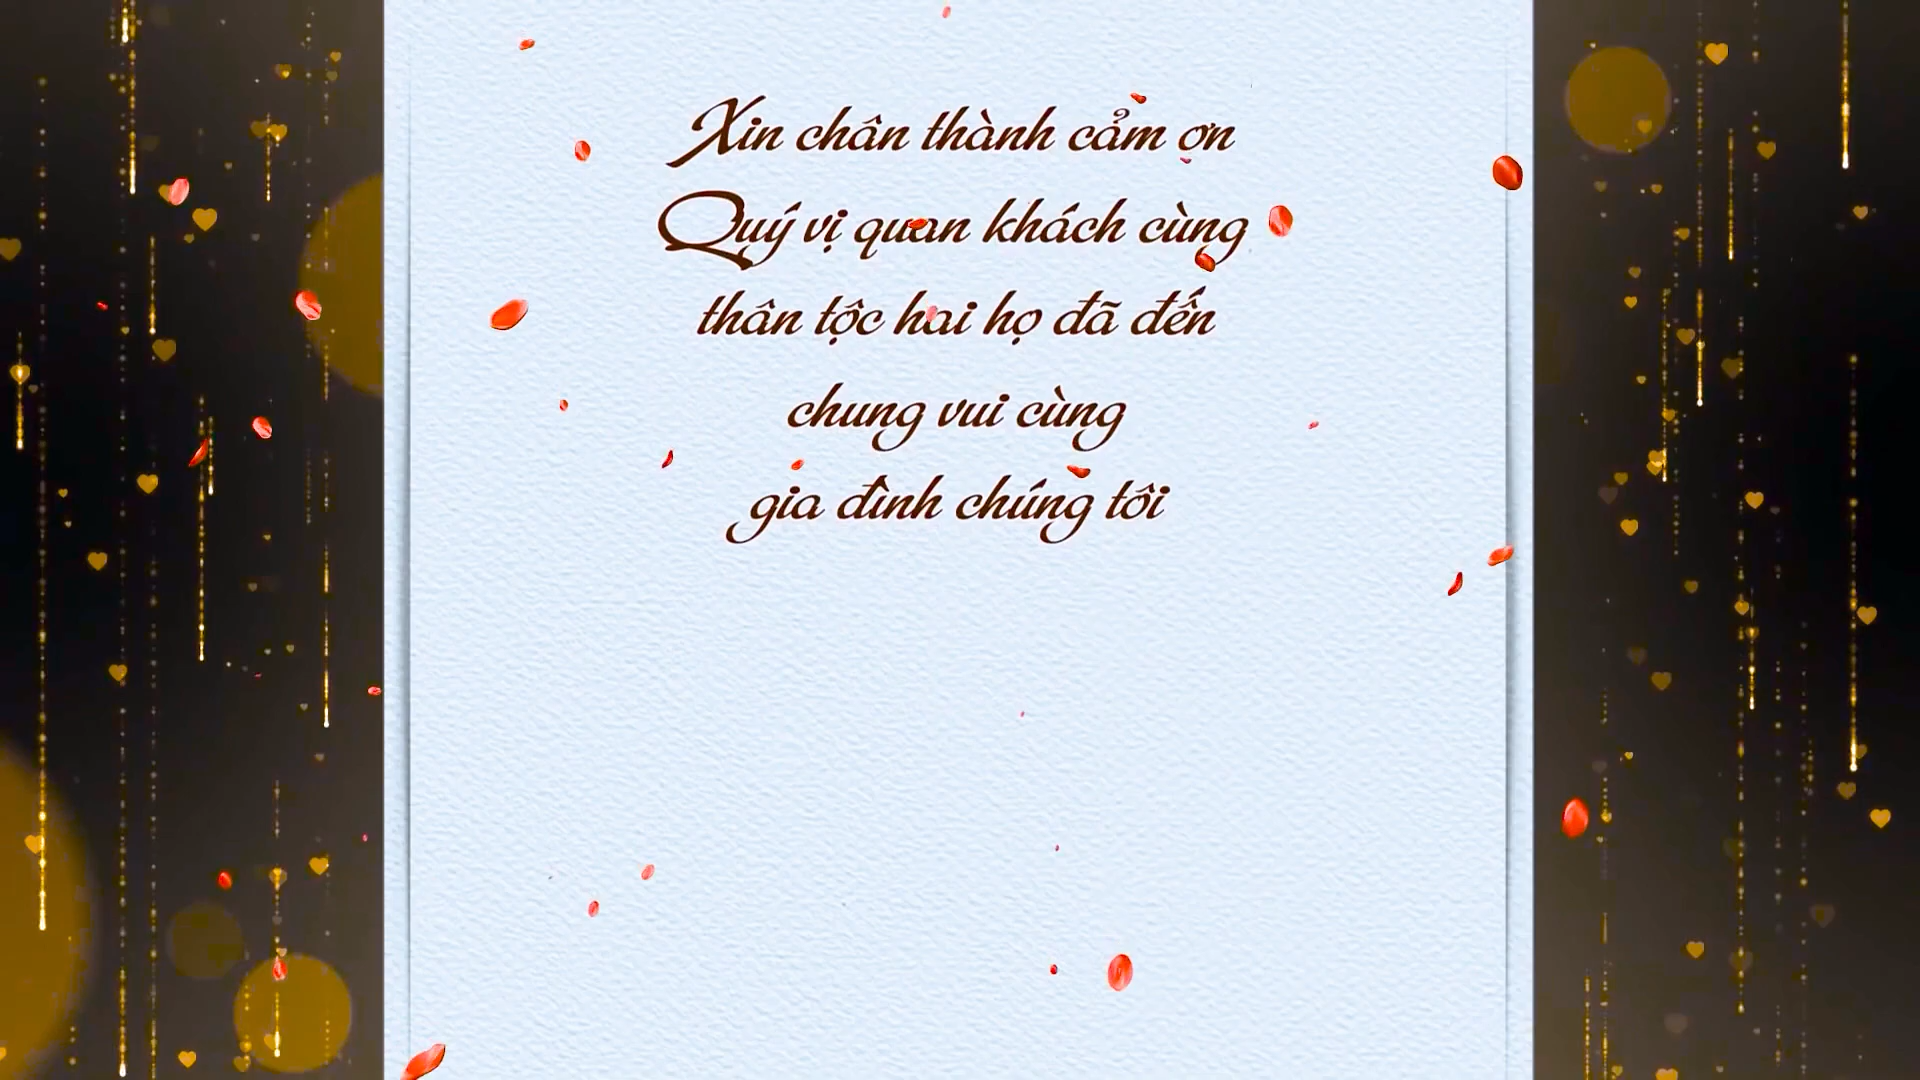 Xin chân thành cảm ơn
Quý vị quan khách cùng
thân tộc hai họ đã đến
chung vui cùng
gia đình chúng tôi